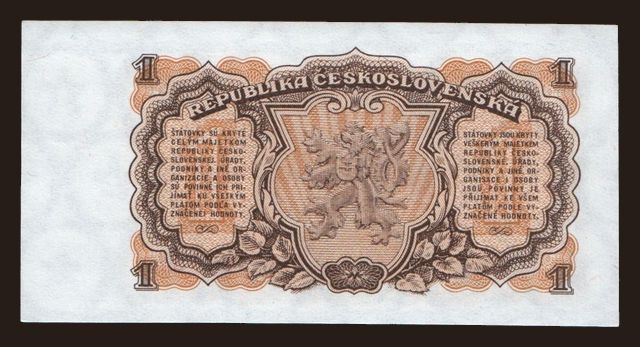 1 1
REPUBLIKA ČESKOSLOVENSKÁ
ŠTÁTOVKY SÚ KRYTÉ
CELÝM MAJETKOM
REPUBLIKY ČESKO-
SLOVENSKEJ. ÚRADY,
PODNIKY A INÉ OR-
GANIZÁCIE A OSOBY
SÚ POVINNÉ ICH PRI-
JÍMAŤ KU VŠETKÝM
PLATOM PODĽA VY-
ZNAČENEJ HODNOTY.
STÁTOVKY JSOU KRYTY
VEŠKERÝM MAJETKEM
REPUBLIKY ČESKO-
SLOVENSKÉ. ÚŘADY,
PODNIKY A JINÉ OR-
GANISACE I OSOBY
JSOU POVINNY JE
PŘIJÍMAT KE VŠEM
PLATŮM PODLE VY-
ZNAČENÉ HODNOTY.
1 1